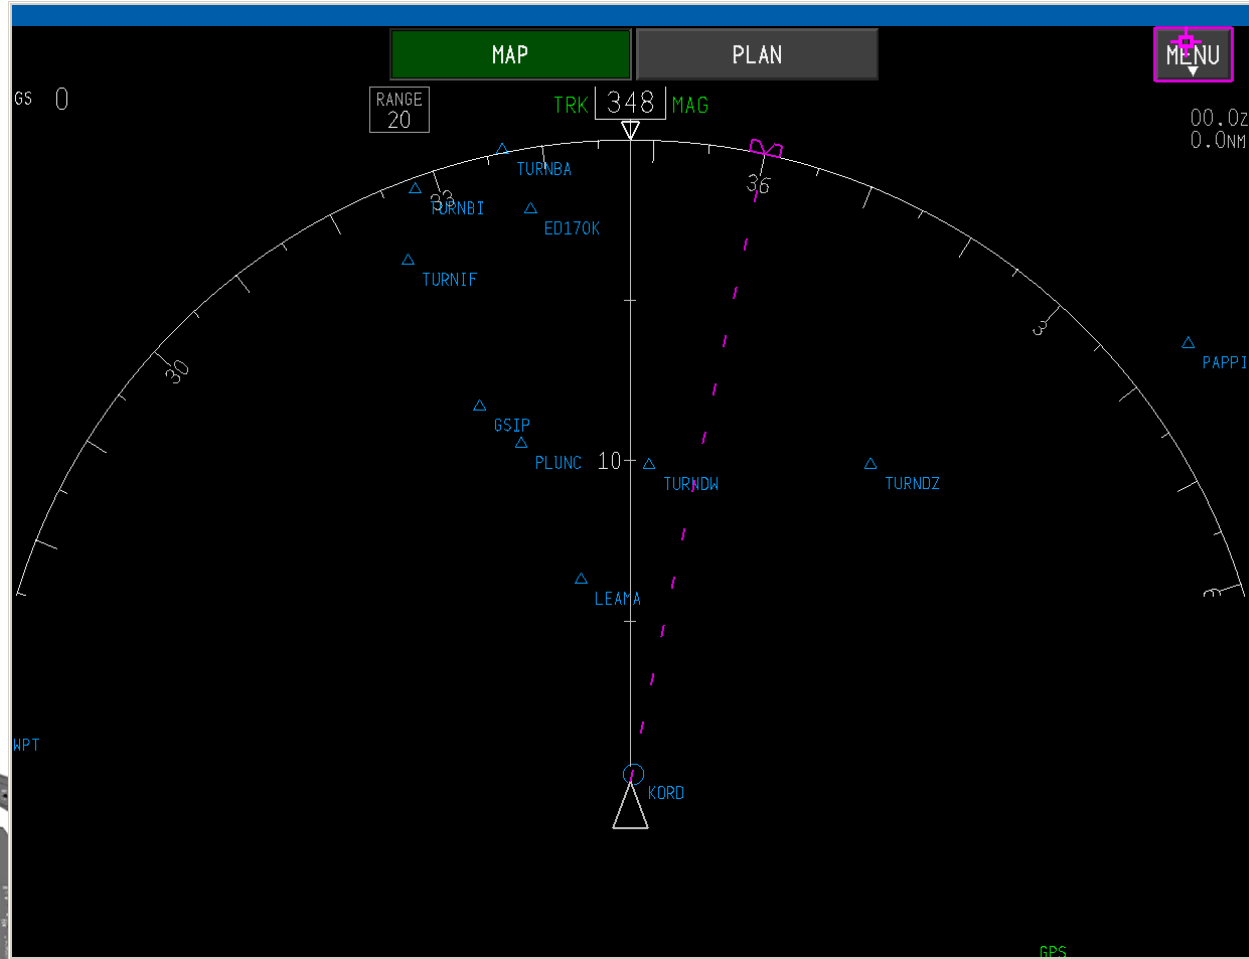 MAP
PLAN
MENU
GS 0
RANGE
20
TRK 348 MAG
00.0Z
0.0NM
TURNBA
36
33
TURNBI
ED170K
TURNIF
3
30
PAPPI
GSIP
PLUNC
10
TURNDW
TURNDZ
LEAMA
WPT
KORD
GPS